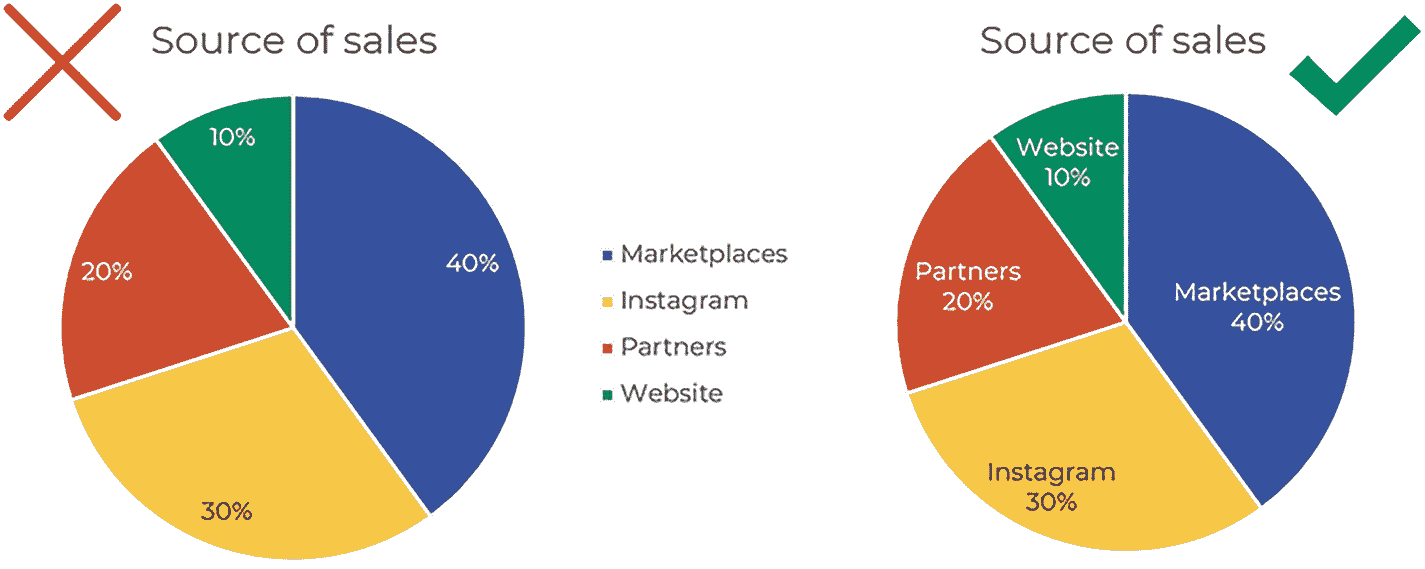 Source of sales
10%
40%
20%
30%
Marketplaces
Instagram
Partners
Website
Source of sales
Website
10%
Partners
20%
Marketplaces
40%
Instagram
30%